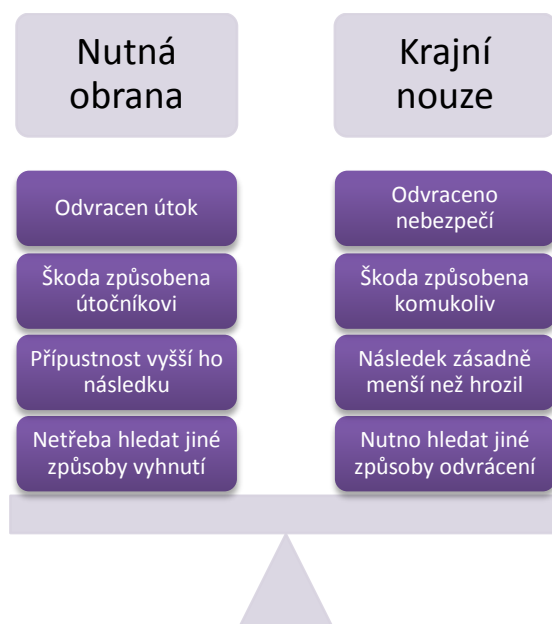 Nutná
obrana
Odvracen útok
Škoda způsobena
útočníkovi
Přípustnost vyšší ho
následku
Netřeba hledat jiné
způsoby vyhnutí
Krajní
nouze
Odvraceno
nebezpečí
Škoda způsobena
komukoliv
Následek zásadně
menší než hrozil
Nutno hledat jiné
způsoby odvrácení